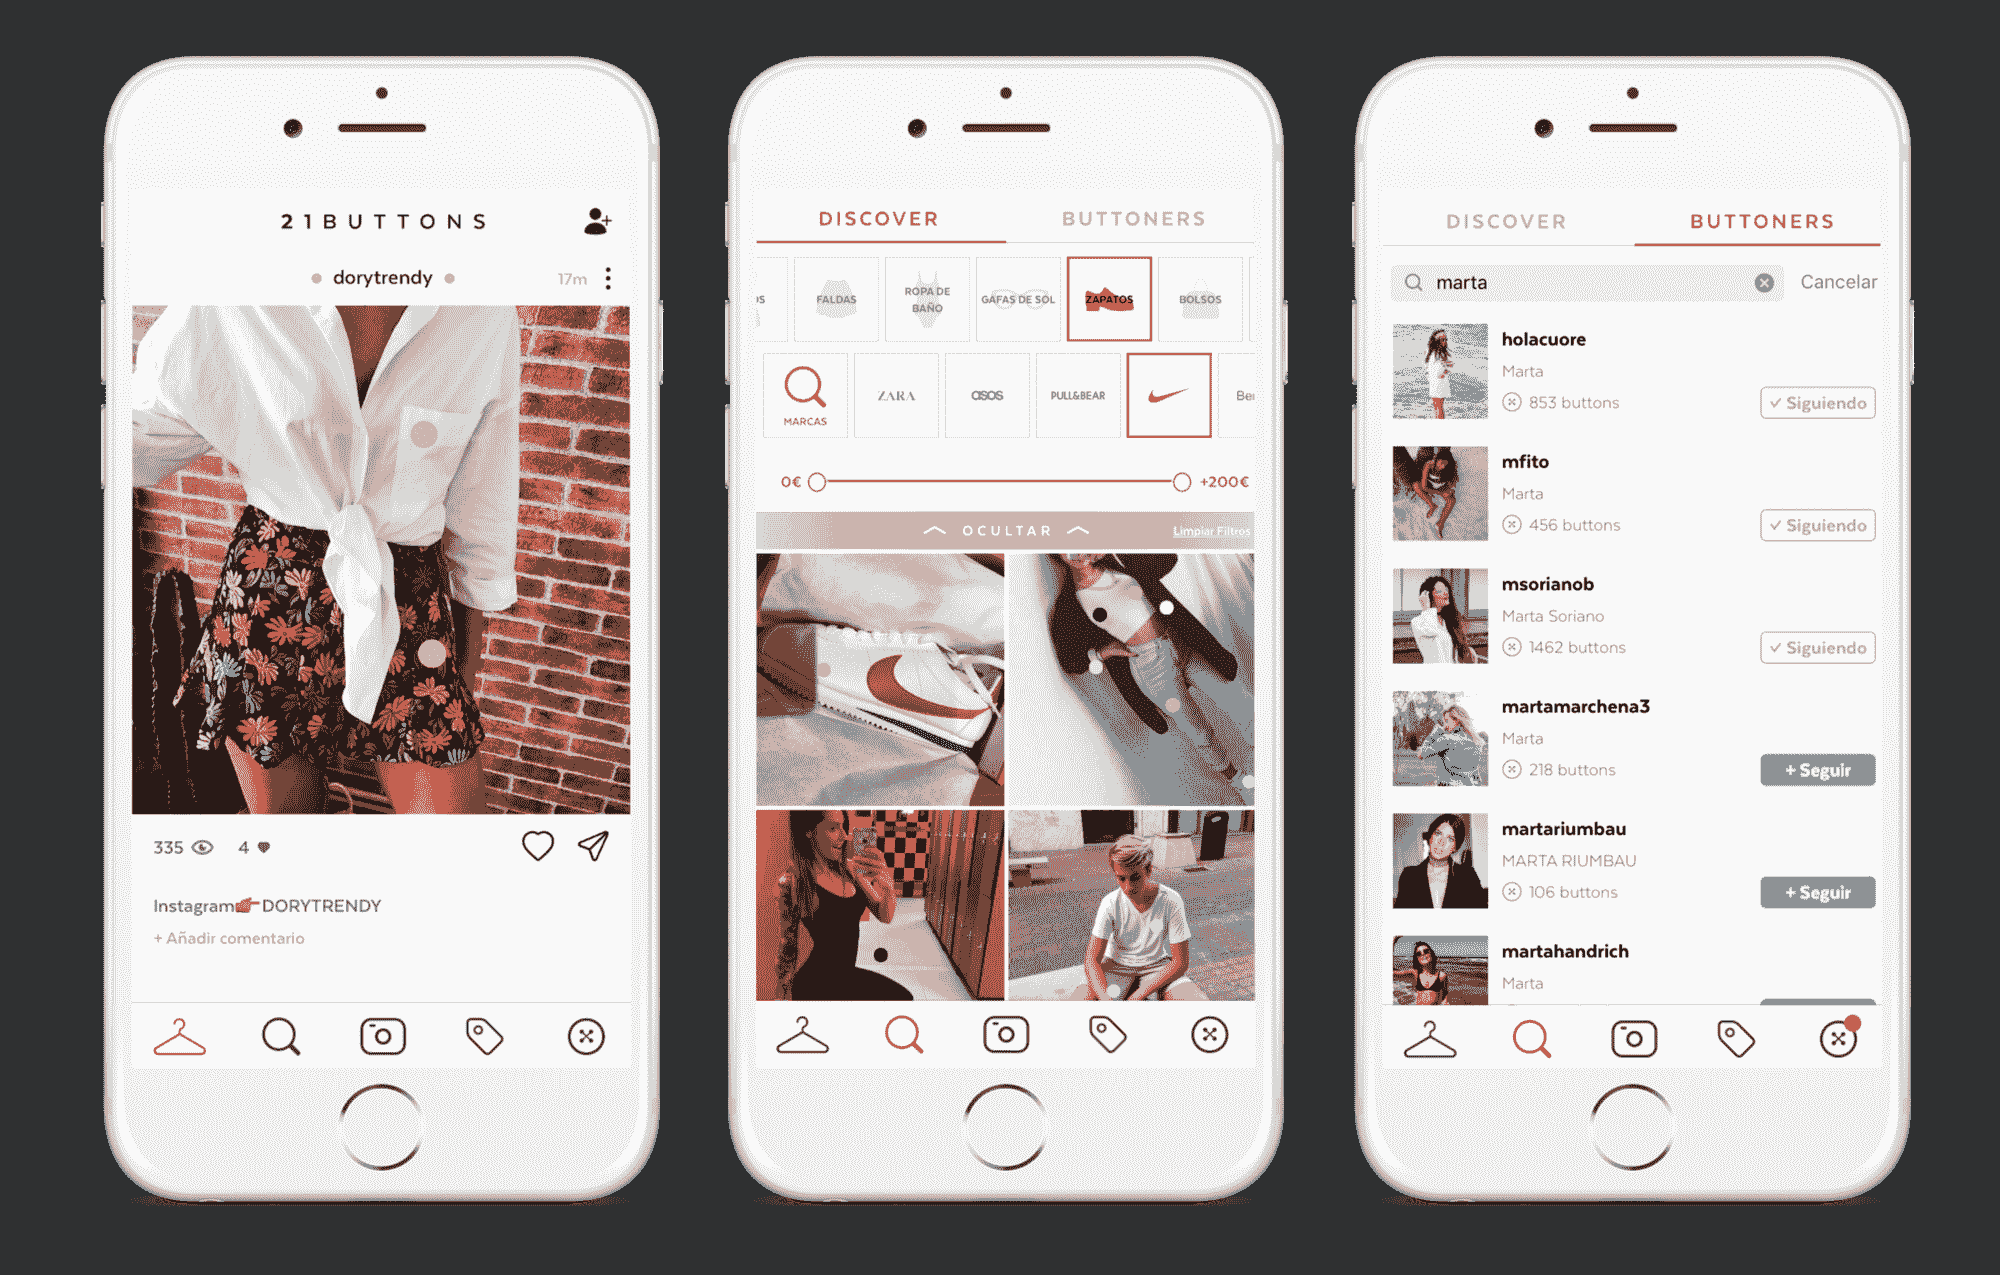 21BUTTONS
dorytrendy
17m
335
4
Instagram DORYTRENDY
+ Añadir comentario
DISCOVER
BUTTONERS
OS
FALDAS
ROPA DE
BAÑO
GAFAS DE SOL
ZAPATOS
BOLSOS
MARCAS
ZARA
asos
PULL&BEAR
Ber
0€
+200€
OCULTAR
Limpiar Filtros
DISCOVER
BUTTONERS
marta
Cancelar
holacuore
Marta
853 buttons
✓ Siguiendo
mfito
Marta
456 buttons
✓ Siguiendo
msorianob
Marta Soriano
1462 buttons
✓ Siguiendo
martamarchena3
Marta
218 buttons
+ Seguir
martariumbau
MARTA RIUMBAU
106 buttons
+ Seguir
martahandrich
Marta